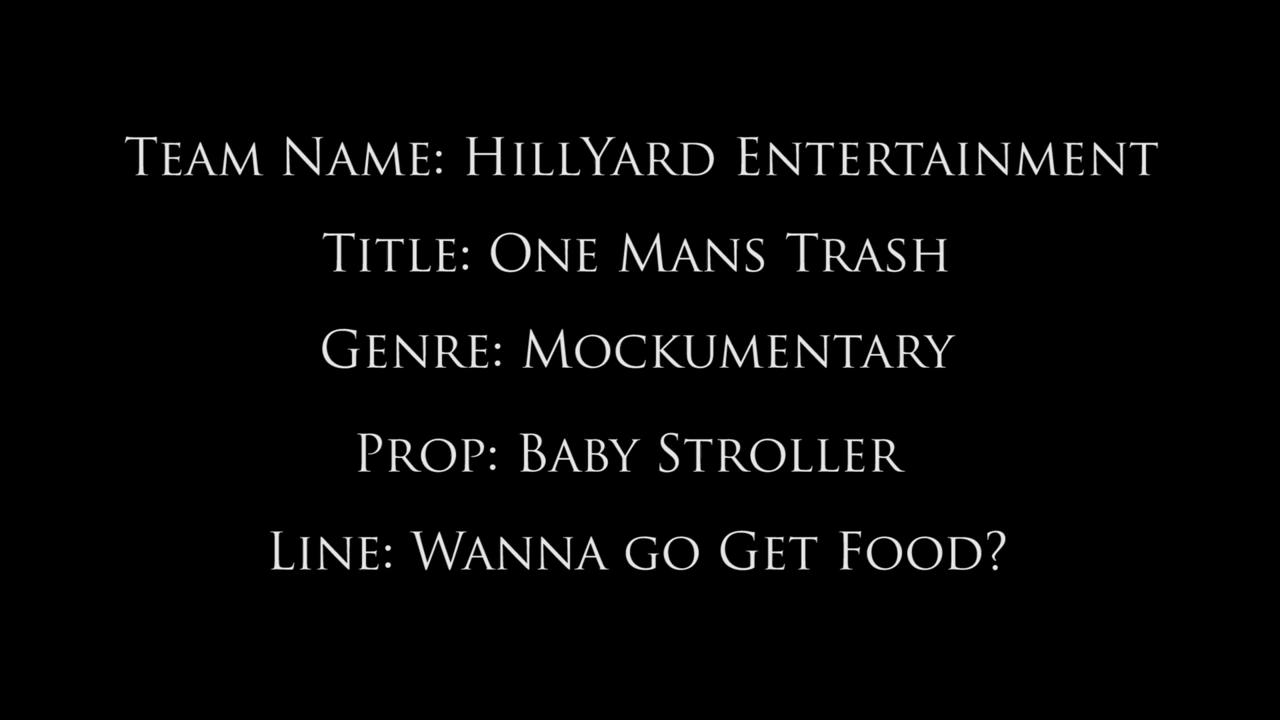 Team Name: HillYard Entertainment
Title: One Mans Trash
Genre: Mockumentary
Prop: Baby Stroller
Line: Wanna go Get Food?